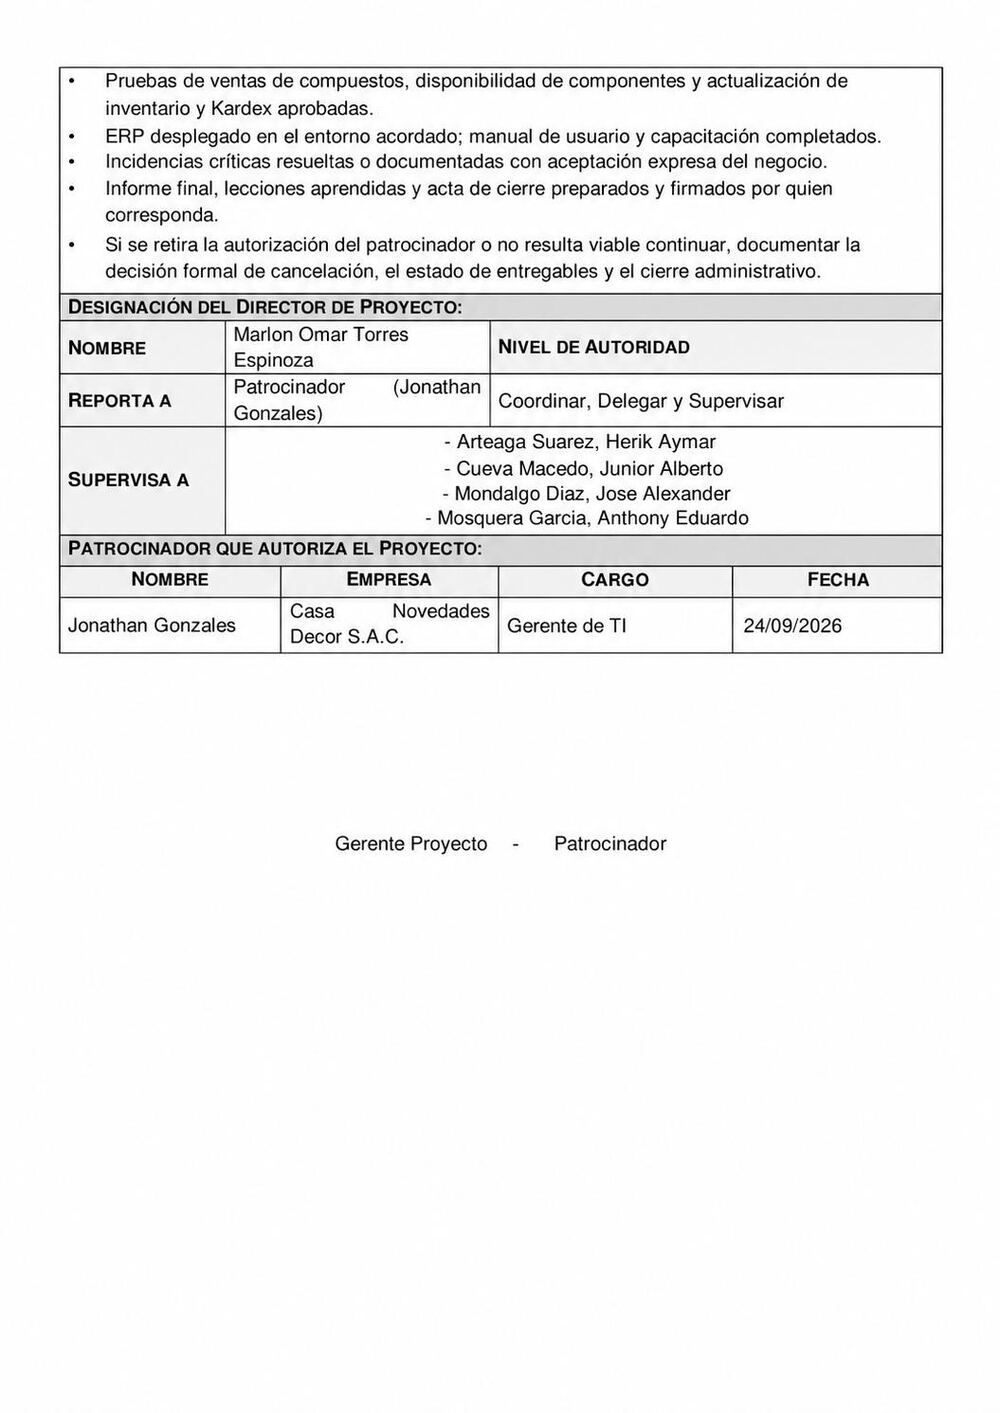 • Pruebas de ventas de compuestos, disponibilidad de componentes y actualización de
inventario y Kardex aprobadas.
• ERP desplegado en el entorno acordado; manual de usuario y capacitación completados.
• Incidencias críticas resueltas o documentadas con aceptación expresa del negocio.
• Informe final, lecciones aprendidas y acta de cierre preparados y firmados por quien
corresponda.
• Si se retira la autorización del patrocinador o no resulta viable continuar, documentar la
decisión formal de cancelación, el estado de entregables y el cierre administrativo.
DESIGNACIÓN DEL DIRECTOR DE PROYECTO:
NOMBRE
Marlon Omar Torres
Espinoza
NIVEL DE AUTORIDAD
REPORTA A
Patrocinador (Jonathan
Gonzales)
Coordinar, Delegar y Supervisar
SUPERVISA A
- Arteaga Suarez, Herik Aymar
- Cueva Macedo, Junior Alberto
- Mondalgo Diaz, Jose Alexander
- Mosquera Garcia, Anthony Eduardo
PATROCINADOR QUE AUTORIZA EL PROYECTO:
NOMBRE EMPRESA CARGO FECHA
Jonathan Gonzales
Casa Novedades
Decor S.A.C.
Gerente de TI
24/09/2026
Gerente Proyecto - Patrocinador